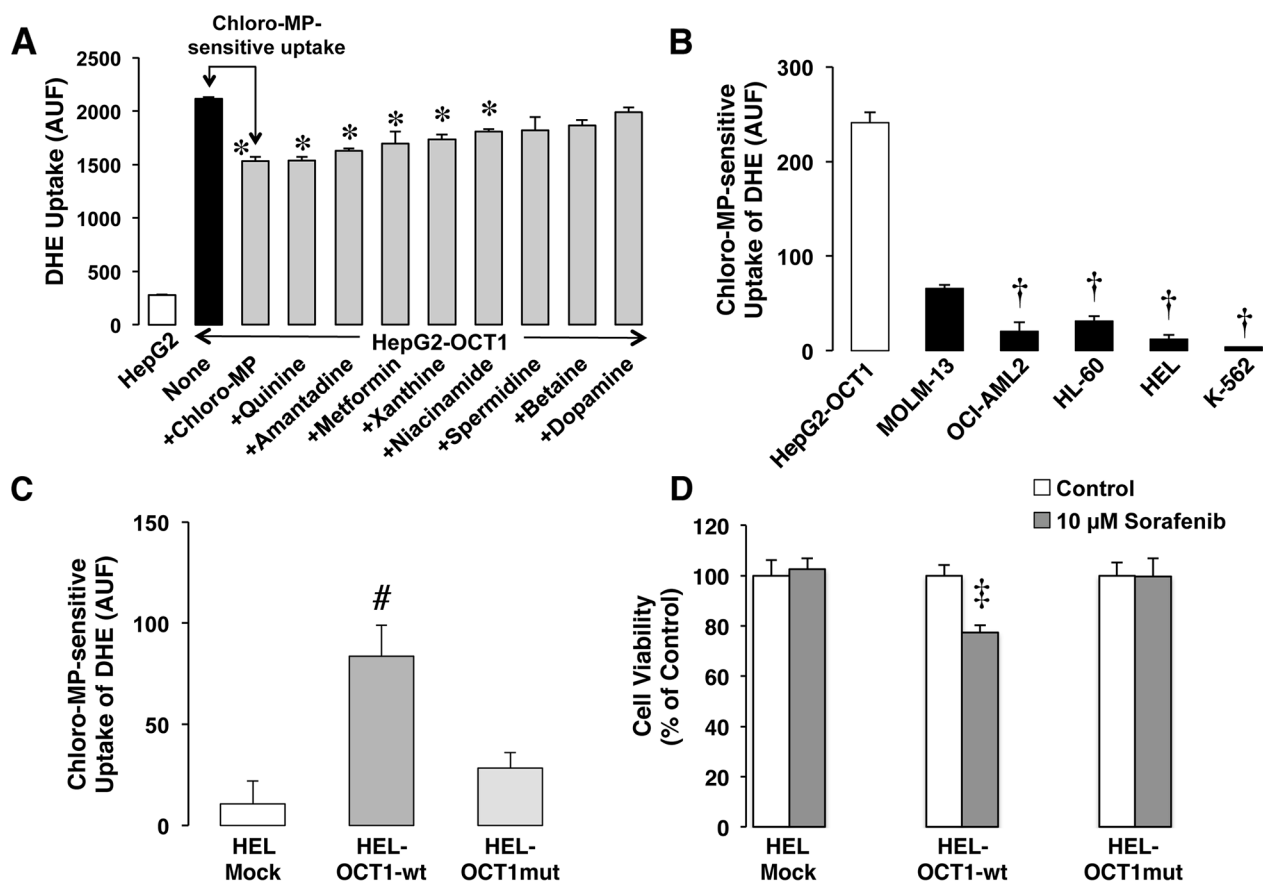 A
Chloro-MP-
sensitive uptake
DHE Uptake (AUF)
2500
2000
1500
1000
500
0
*
*
*
*
*
*
HepG2-OCT1
HepG2
None
+Chloro-MP
+Quinine
+Amantadine
+Metformin
+Xanthine
+Niacinamide
+Spermidine
+Betaine
+Dopamine
B
Chloro-MP-sensitive
Uptake of DHE (AUF)
300
200
100
0
†
†
†
†
HepG2-OCT1
MOLM-13
OCI-AML2
HL-60
HEL
K-562
C
Chloro-MP-sensitive
Uptake of DHE (AUF)
150
100
50
0
#
HEL
Mock
HEL-
OCT1-wt
HEL-
OCT1mut
D
Control
10 µM Sorafenib
Cell Viability
(% of Control)
120
100
80
60
40
20
0
‡
HEL
Mock
HEL-
OCT1-wt
HEL-
OCT1mut